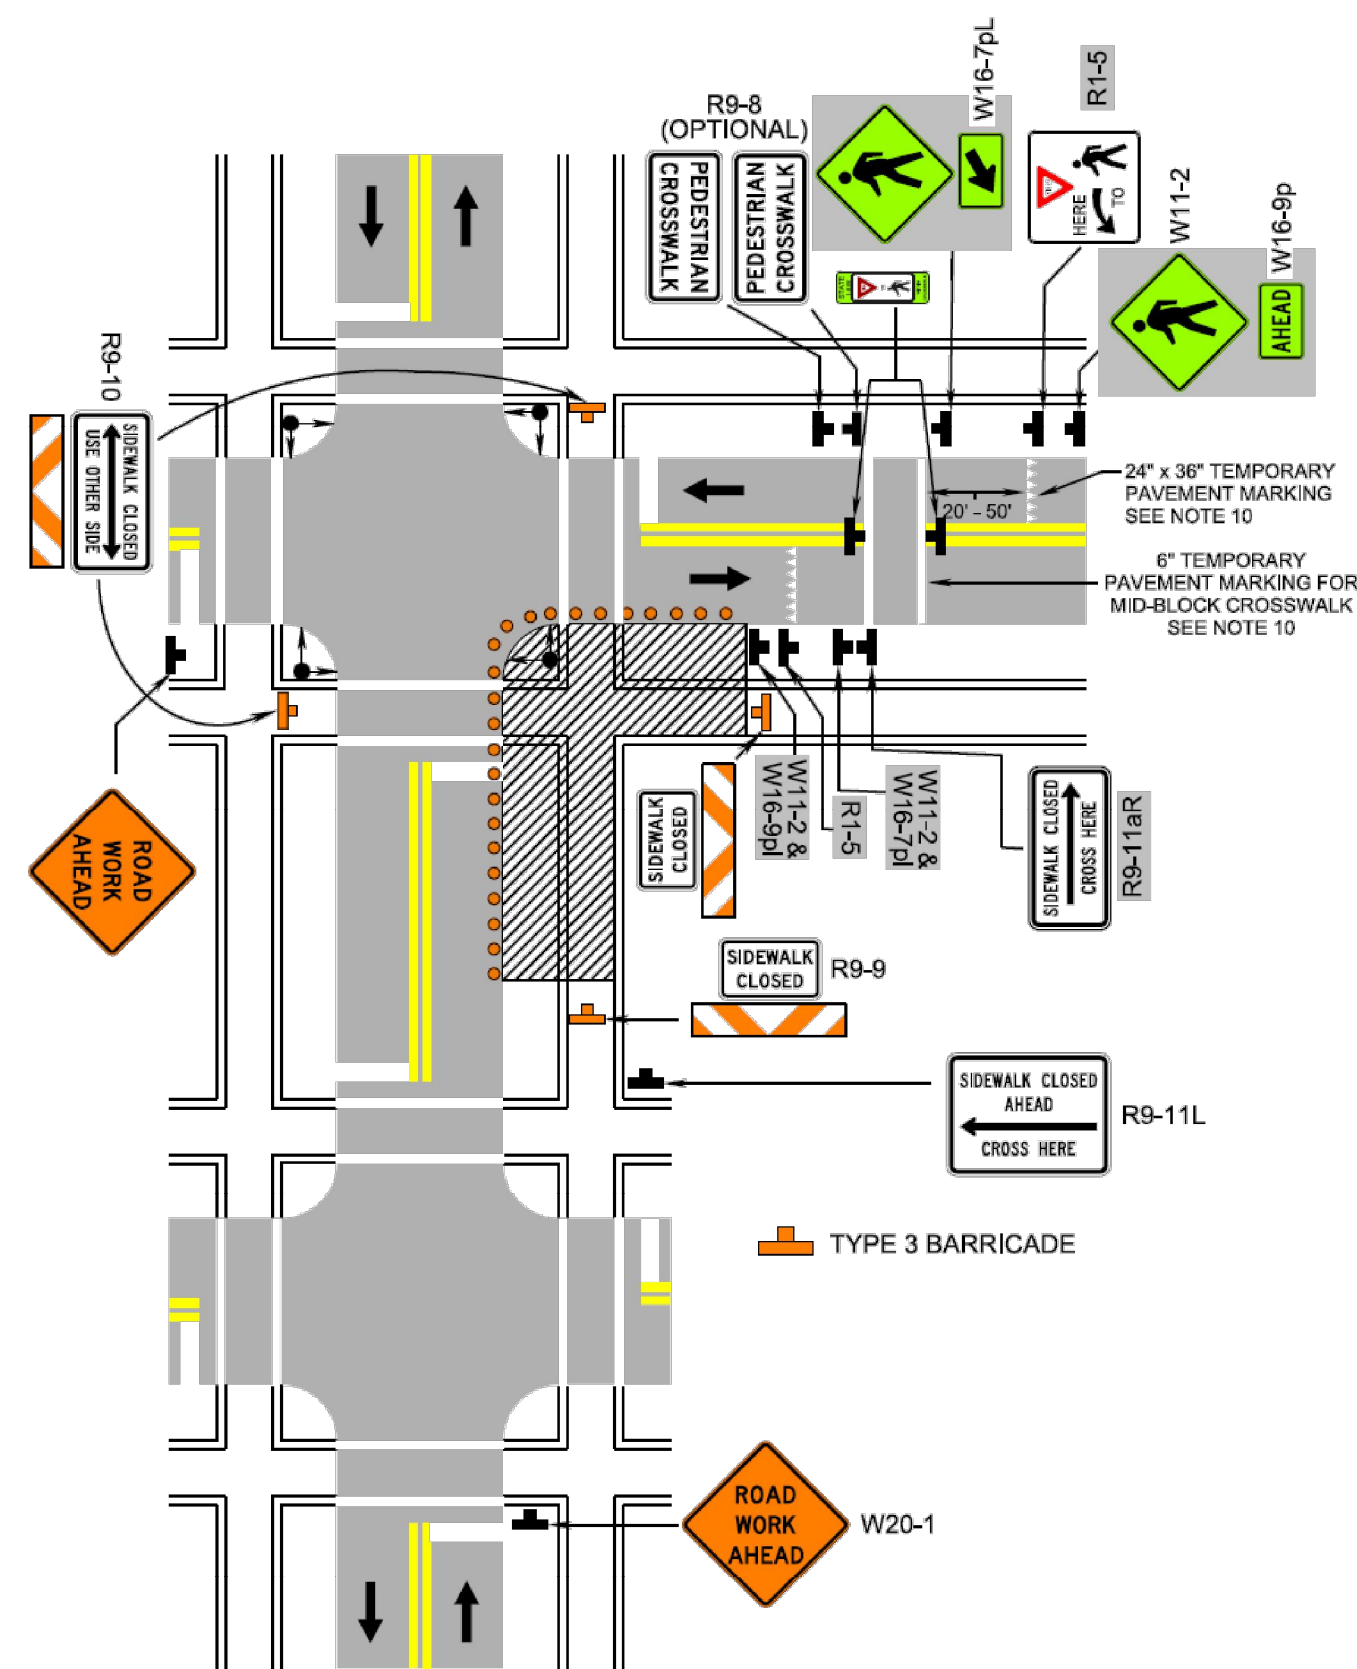 W16-7pL
R1-5
R9-8
(OPTIONAL)
PEDESTRIAN
CROSSWALK
PEDESTRIAN
CROSSWALK
HERE
TO
W11-2
W16-9p
AHEAD
R9-10
SIDEWALK CLOSED
USE OTHER SIDE
24" x 36" TEMPORARY
PAVEMENT MARKING
SEE NOTE 10
20' - 50'
6" TEMPORARY
PAVEMENT MARKING FOR
MID-BLOCK CROSSWALK
SEE NOTE 10
W11-2 &
W16-9pl
R1-5
W11-2 &
W16-7pl
SIDEWALK CLOSED
CROSS HERE
R9-11aR
SIDEWALK
CLOSED
ROAD
WORK
AHEAD
SIDEWALK
CLOSED
R9-9
SIDEWALK CLOSED
AHEAD
CROSS HERE
R9-11L
TYPE 3 BARRICADE
ROAD
WORK
AHEAD
W20-1